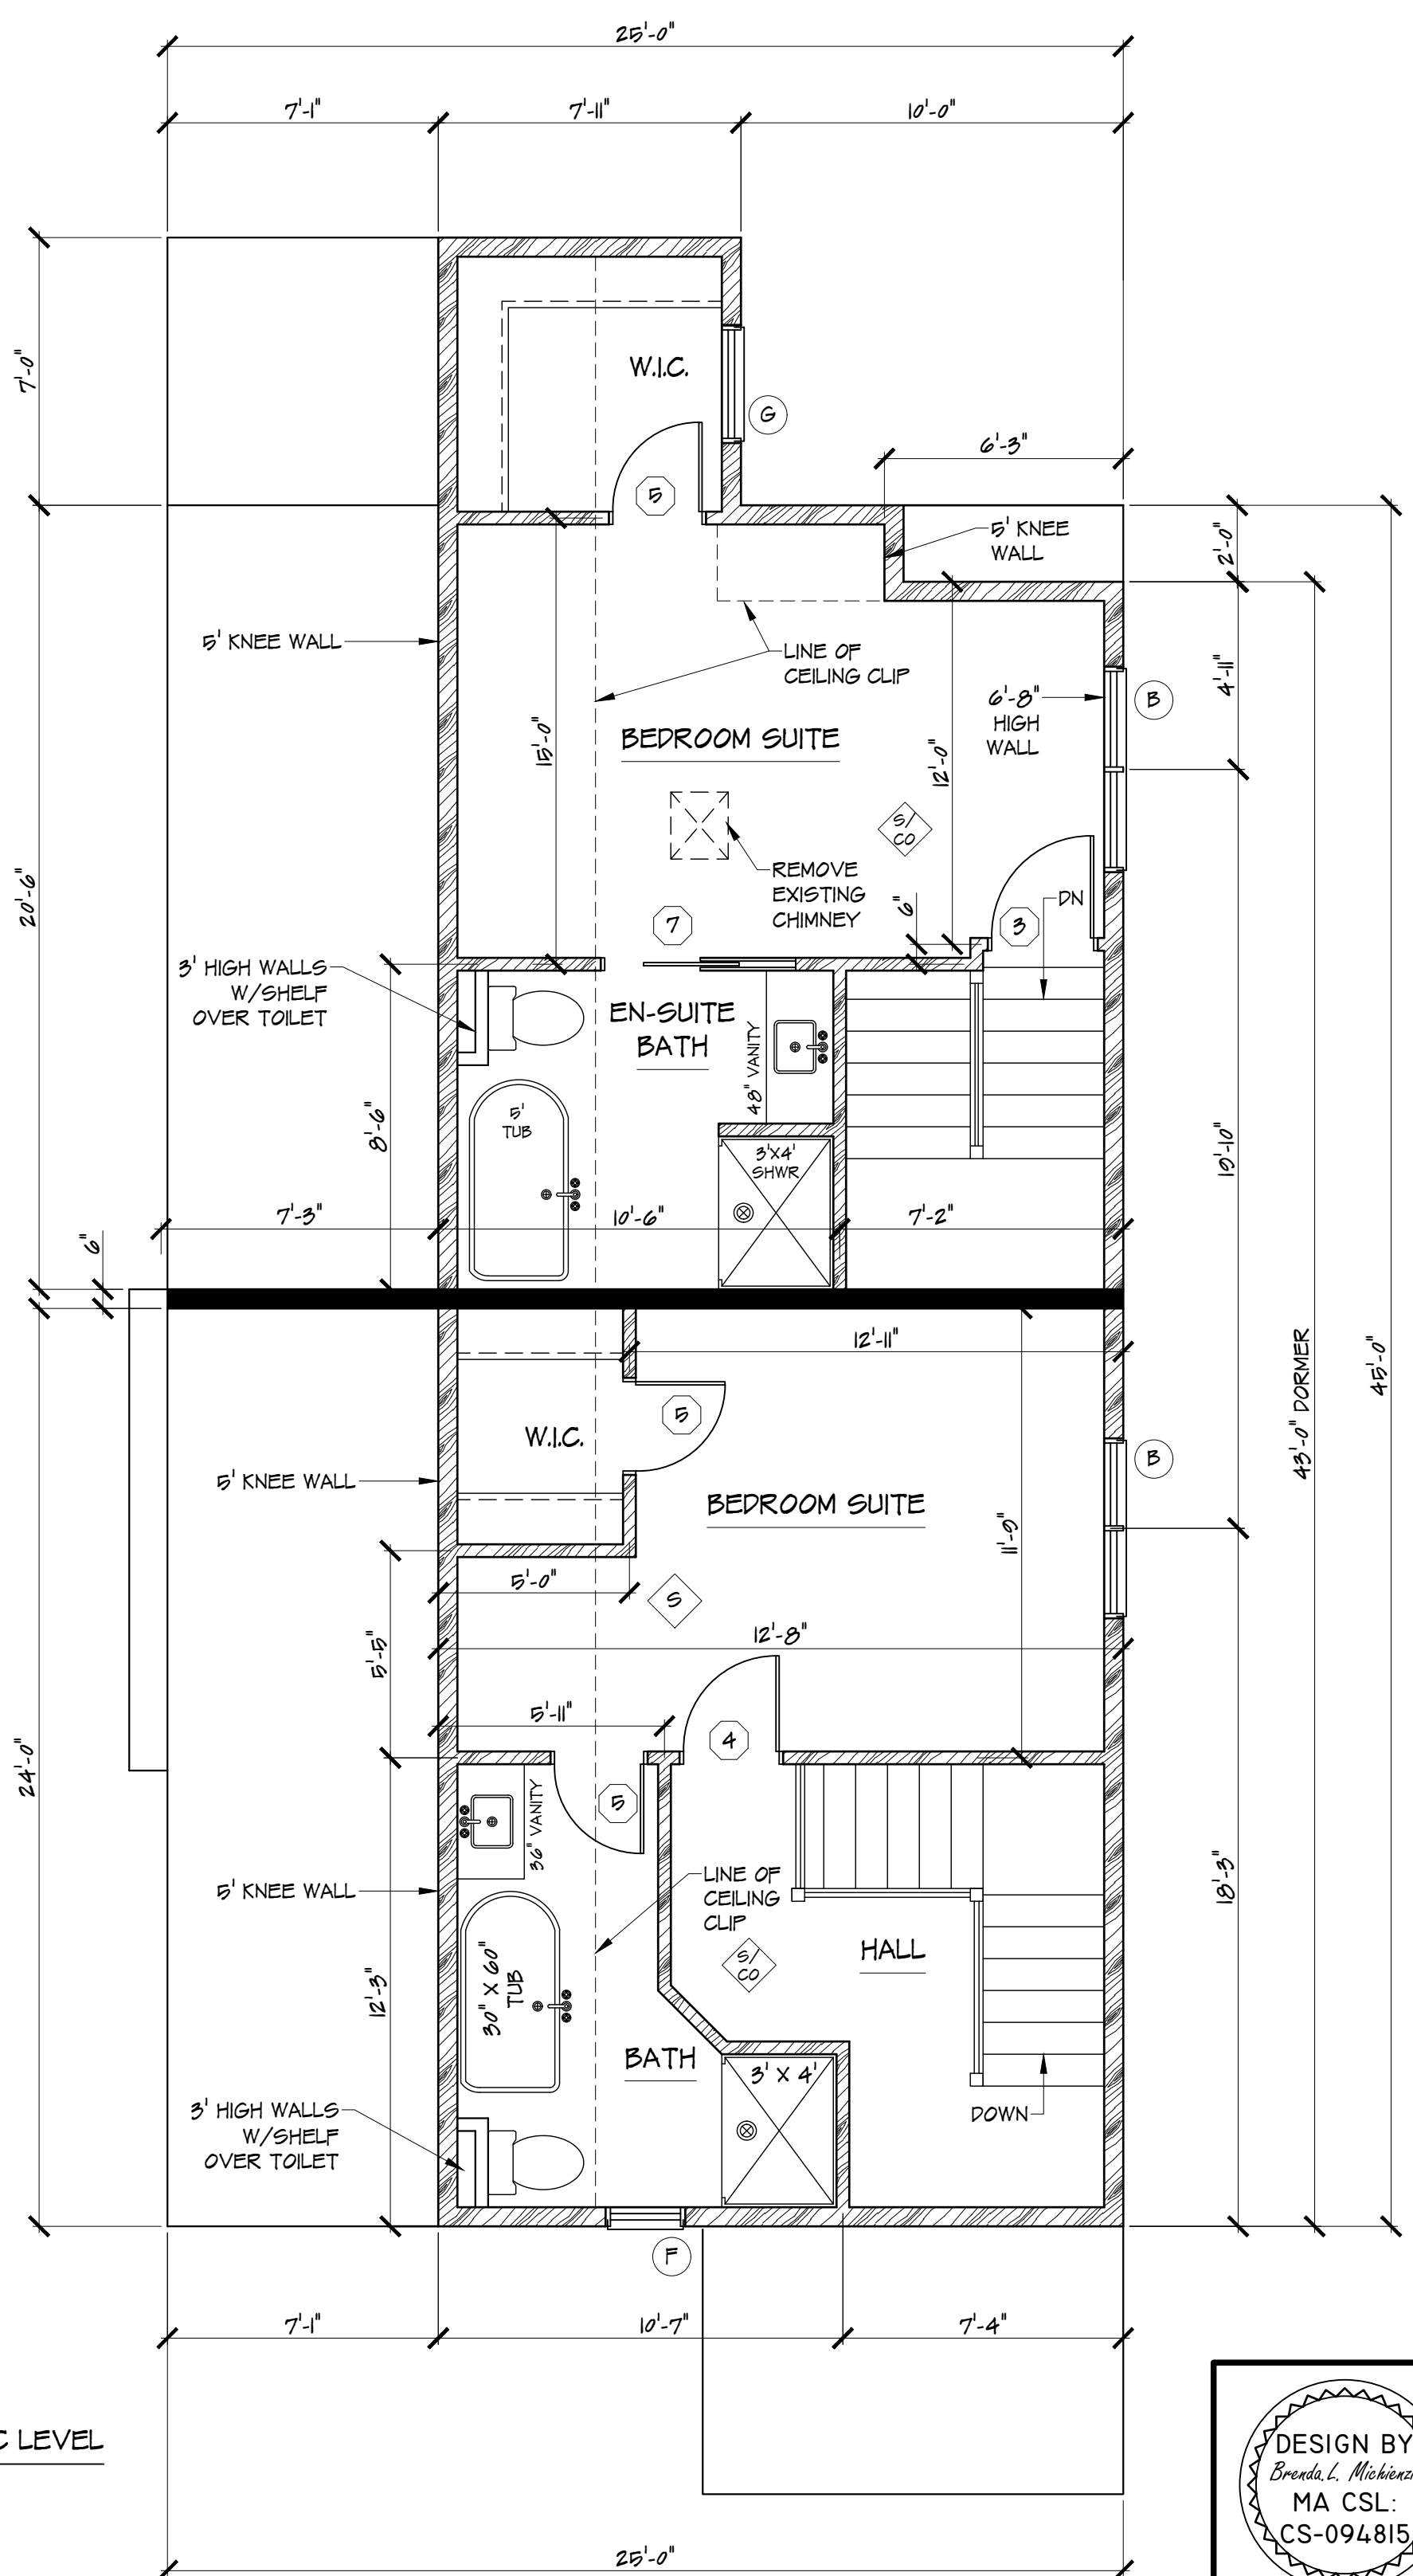 25'-0"
7'-1"
7'-11"
10'-0"
7'-0"
W.I.C.
G
5
6'-3"
5' KNEE
WALL
2'-0"
5' KNEE WALL
LINE OF
CEILING CLIP
6'-8"
HIGH
WALL
B
4'-11"
15'-0"
BEDROOM SUITE
12'-0"
S/
CO
20'-6"
REMOVE
EXISTING
CHIMNEY
6"
7
3
DN
3' HIGH WALLS
W/SHELF
OVER TOILET
EN-SUITE
BATH
48" VANITY
5'
TUB
8'-6"
3'X4'
SHWR
19'-10"
7'-3"
10'-6"
7'-2"
6"
12'-11"
43'-0" DORMER
45'-0"
5
W.I.C.
B
5' KNEE WALL
BEDROOM SUITE
11'-9"
5'-0"
S
12'-8"
5'-5"
5'-11"
4
24'-0"
5
36" VANITY
5' KNEE WALL
LINE OF
CEILING
CLIP
18'-3"
HALL
S/
CO
12'-3"
30" X 60"
TUB
BATH
3' X 4'
DOWN
3' HIGH WALLS
W/SHELF
OVER TOILET
F
7'-1"
10'-7"
7'-4"
C LEVEL
DESIGN BY
Brenda L.
MA CSL:
CS-094815
25'-0"